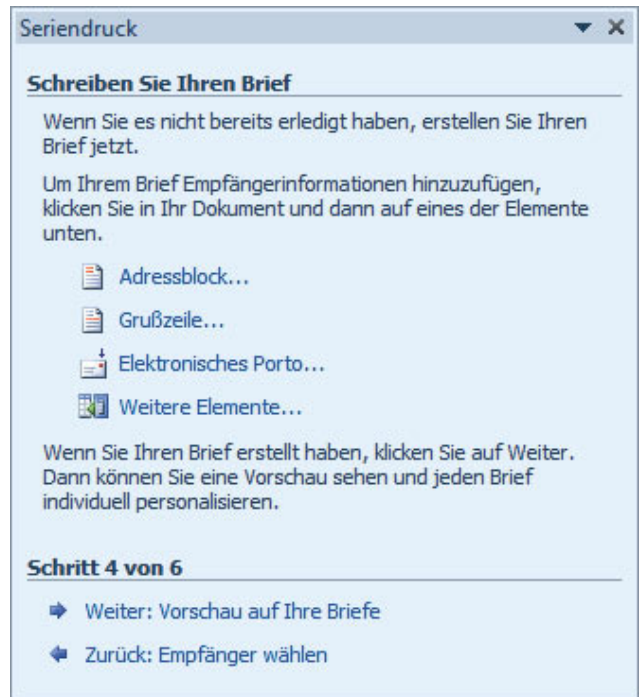 Seriendruck
Schreiben Sie Ihren Brief
Wenn Sie es nicht bereits erledigt haben, erstellen Sie Ihren
Brief jetzt.
Um Ihrem Brief Empfängerinformationen hinzuzufügen,
klicken Sie in Ihr Dokument und dann auf eines der Elemente
unten.
Adressblock...
Grußzeile...
Elektronisches Porto...
Weitere Elemente...
Wenn Sie Ihren Brief erstellt haben, klicken Sie auf Weiter.
Dann können Sie eine Vorschau sehen und jeden Brief
individuell personalisieren.
Schritt 4 von 6
Weiter: Vorschau auf Ihre Briefe
Zurück: Empfänger wählen